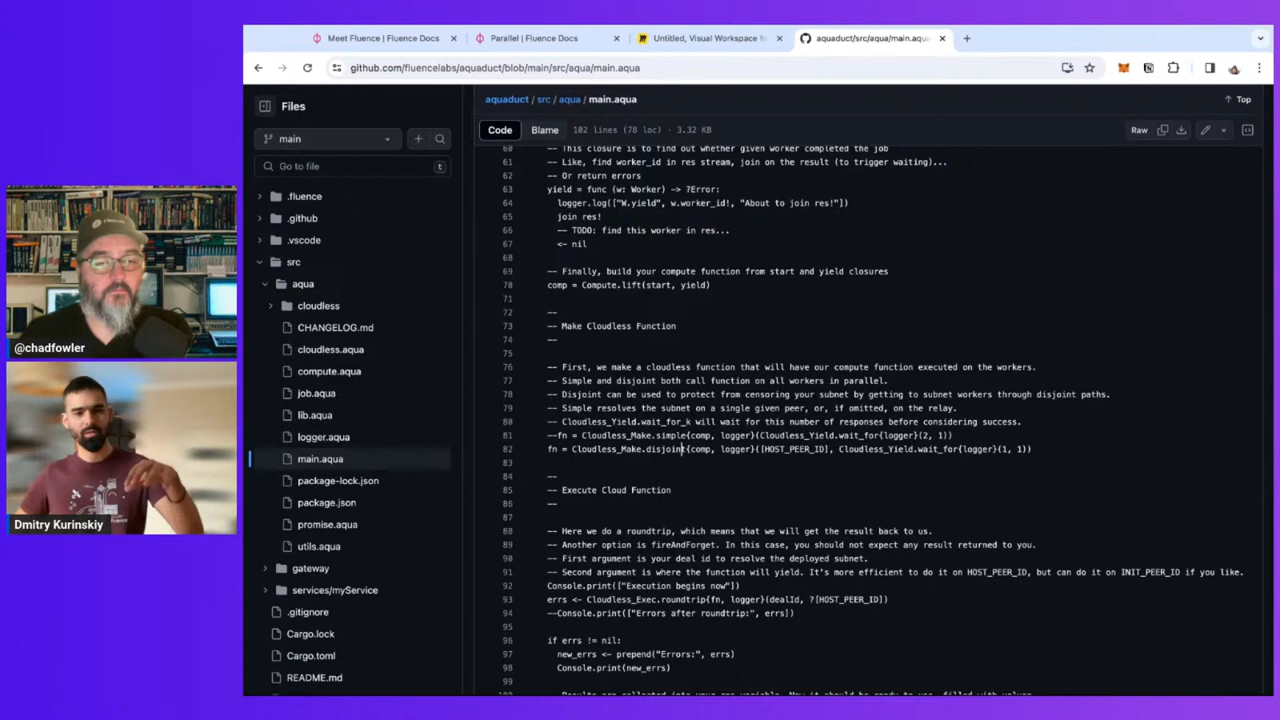 Meet Fluence | Fluence Docs
Parallel | Fluence Docs
Untitled, Visual Workspace fo
aquaduct/src/aqua/main.aqua
github.com/fluencelabs/aquaduct/blob/main/src/aqua/main.aqua
Files
main
Go to file
t
.fluence
.github
.vscode
src
aqua
cloudless
CHANGELOG.md
cloudless.aqua
compute.aqua
job.aqua
lib.aqua
logger.aqua
main.aqua
package-lock.json
package.json
promise.aqua
utils.aqua
gateway
services/myService
.gitignore
Cargo.lock
Cargo.toml
README.md
aquaduct / src / aqua / main.aqua
Top
Code
Blame
102 lines (78 loc) · 3.32 KB
Raw
60 -- This closure is to find out whether given worker completed the job
61 -- Like, find worker_id in res stream, join on the result (to trigger waiting)...
62 -- Or return errors
63 yield = func (w: Worker) -> ?Error:
64 logger.log(["W.yield", w.worker_id!, "About to join res!"])
65 join res!
66 -- TODO: find this worker in res...
67 <- nil
68
69 -- Finally, build your compute function from start and yield closures
70 comp = Compute.lift(start, yield)
71
72 --
73 -- Make Cloudless Function
74 --
75
76 -- First, we make a cloudless function that will have our compute function executed on the workers.
77 -- Simple and disjoint both call function on all workers in parallel.
78 -- Disjoint can be used to protect from censoring your subnet by getting to subnet workers through disjoint paths.
79 -- Simple resolves the subnet on a single given peer, or, if omitted, on the relay.
80 -- Cloudless_Yield.wait_for_k will wait for this number of responses before considering success.
81 --fn = Cloudless_Make.simple{comp, logger}(Cloudless_Yield.wait_for{logger}(2, 1))
82 fn = Cloudless_Make.disjoint{comp, logger}([HOST_PEER_ID], Cloudless_Yield.wait_for{logger}(1, 1))
83
84 --
85 -- Execute Cloud Function
86 --
87
88 -- Here we do a roundtrip, which means that we will get the result back to us.
89 -- Another option is fireAndForget. In this case, you should not expect any result returned to you.
90 -- First argument is your deal id to resolve the deployed subnet.
91 -- Second argument is where the function will yield. It's more efficient to do it on HOST_PEER_ID, but can do it on INIT_PEER_ID if you like.
92 Console.print(["Execution begins now"])
93 errs <- Cloudless_Exec.roundtrip{fn, logger}(dealId, ?[HOST_PEER_ID])
94 --Console.print(["Errors after roundtrip:", errs])
95
96 if errs != nil:
97 new_errs <- prepend("Errors:", errs)
98 Console.print(new_errs)
99
@chadfowler
Dmitry Kurinskiy